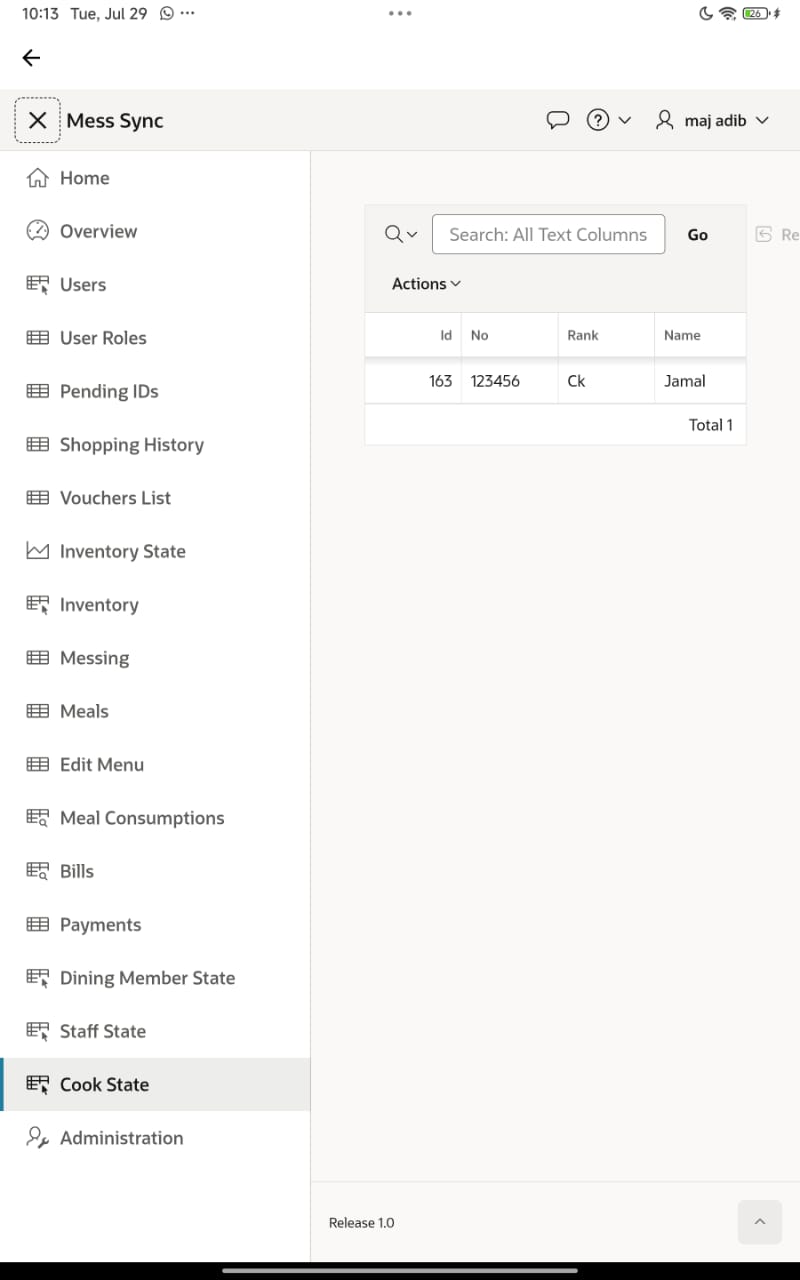 10:13 Tue, Jul 29
26
Mess Sync
maj adib
Home
Overview
Users
User Roles
Pending IDs
Shopping History
Vouchers List
Inventory State
Inventory
Messing
Meals
Edit Menu
Meal Consumptions
Bills
Payments
Dining Member State
Staff State
Cook State
Administration
Search: All Text Columns
Go
Re
Actions
Id No Rank Name
163 123456 Ck Jamal
Total 1
Release 1.0